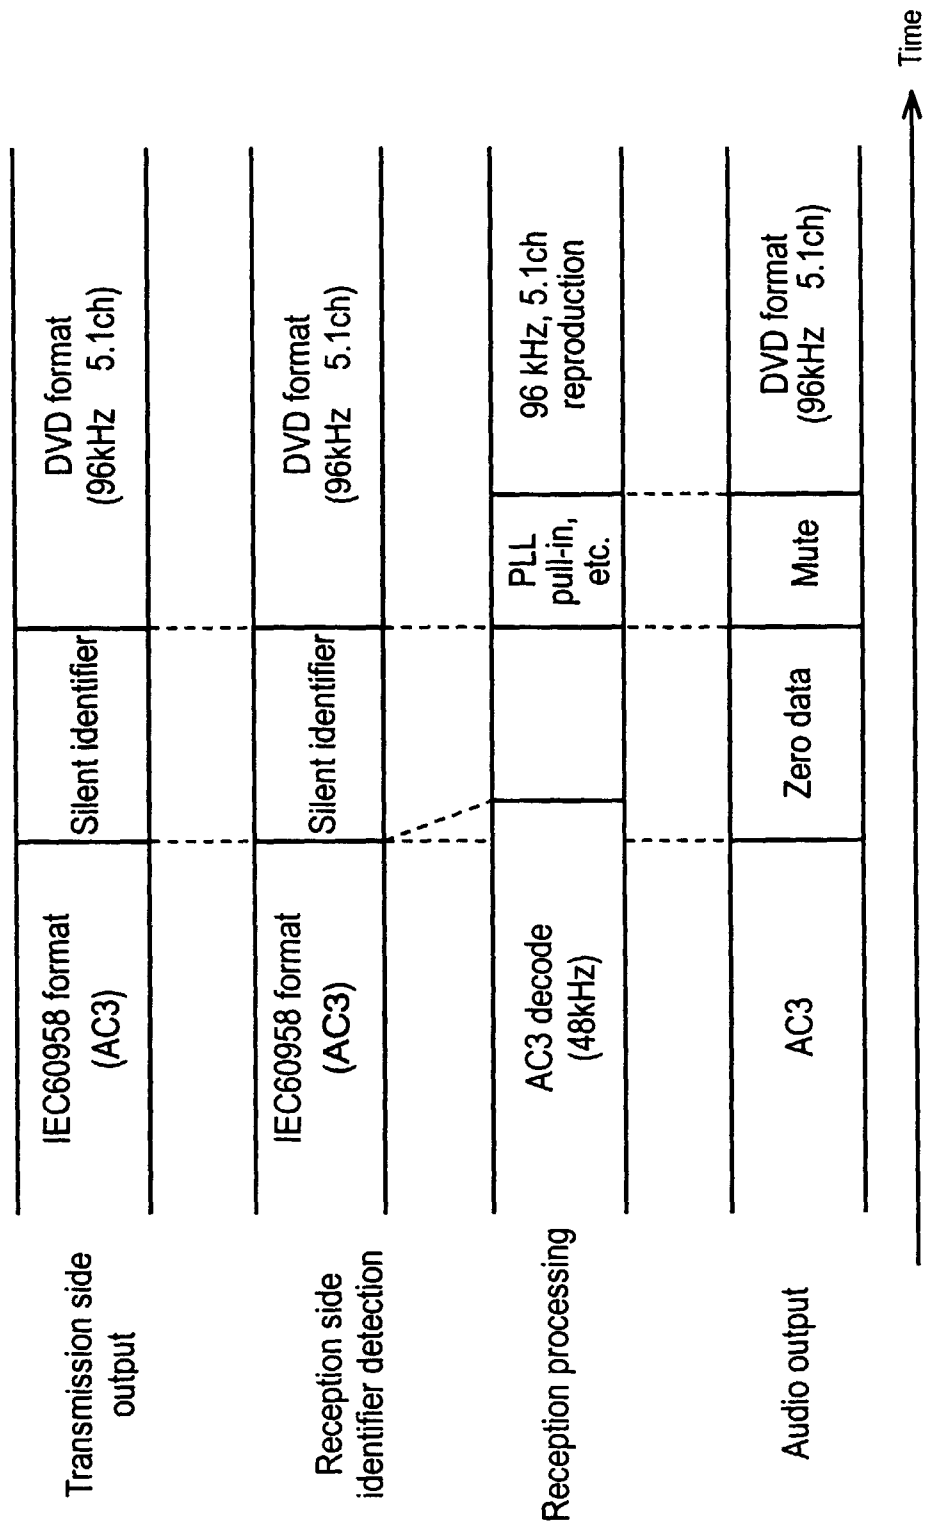 Transmission side
output
IEC60958 format
(AC3)
Silent identifier
DVD format
(96kHz 5.1ch)
Reception side
identifier detection
IEC60958 format
(AC3)
Silent identifier
DVD format
(96kHz 5.1ch)
Reception processing
AC3 decode
(48kHz)
PLL
pull-in,
etc.
96 kHz, 5.1ch
reproduction
Audio output
AC3
Zero data
Mute
DVD format
(96kHz 5.1ch)
Time